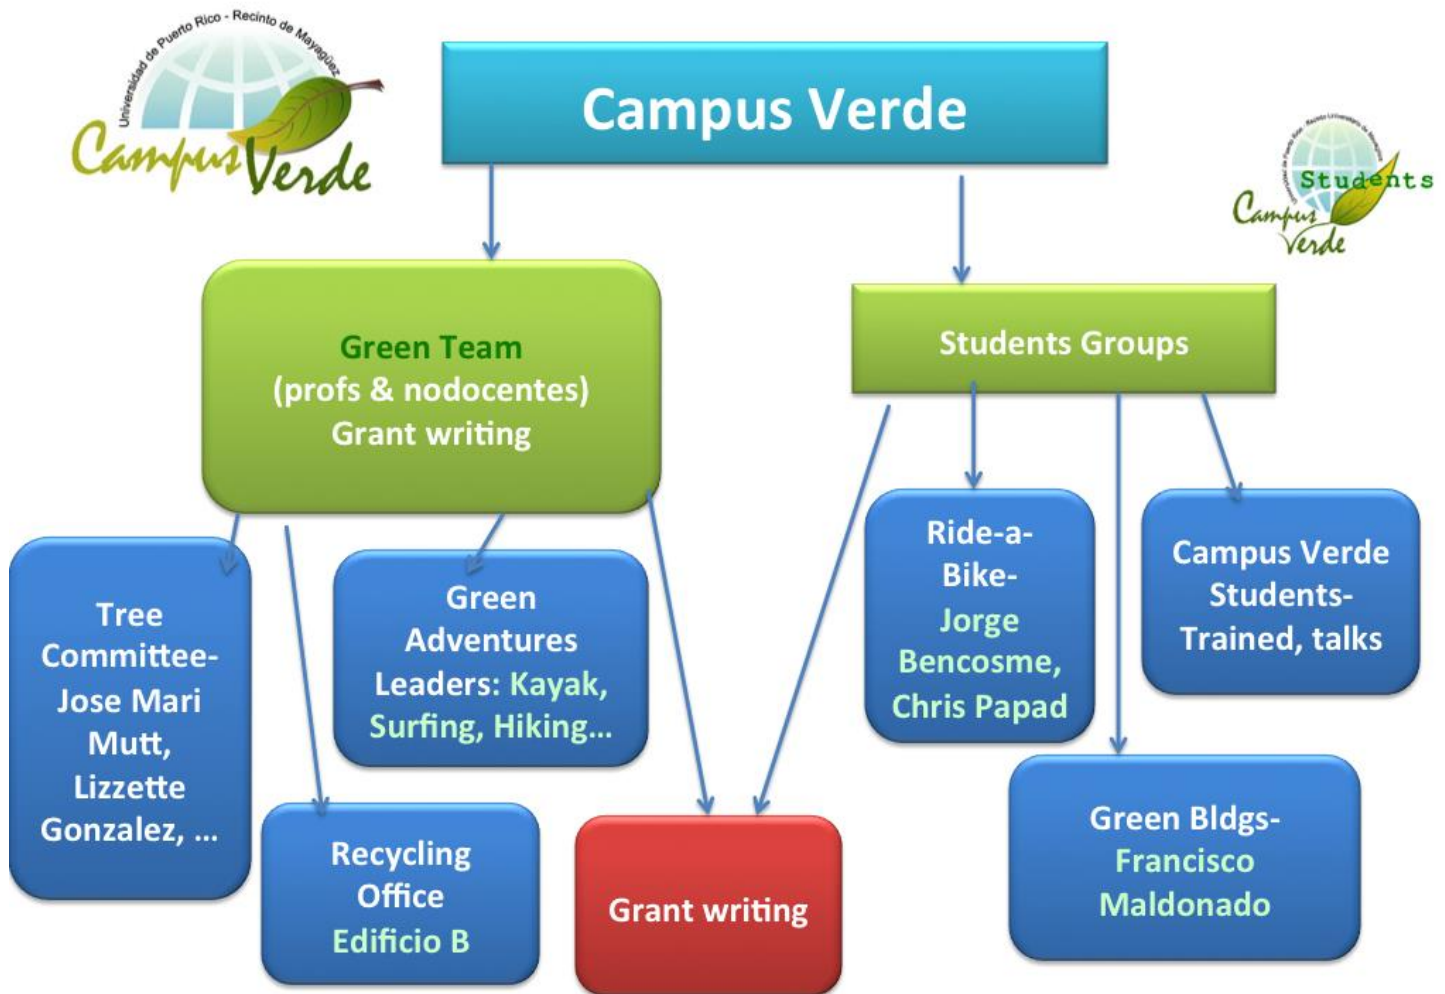 Universidad de Puerto Rico - Recinto de Mayagüez
Campus Verde
Campus Verde
Students
Campus
Verde
Green Team
(profs & nodocentes)
Grant writing
Students Groups
Tree
Committee-
Jose Mari
Mutt,
Lizzette
Gonzalez, ...
Green
Adventures
Leaders: Kayak,
Surfing, Hiking...
Ride-a-
Bike-
Jorge
Bencosme,
Chris Papad
Campus Verde
Students-
Trained, talks
Recycling
Office
Edificio B
Grant writing
Green Bldgs-
Francisco
Maldonado